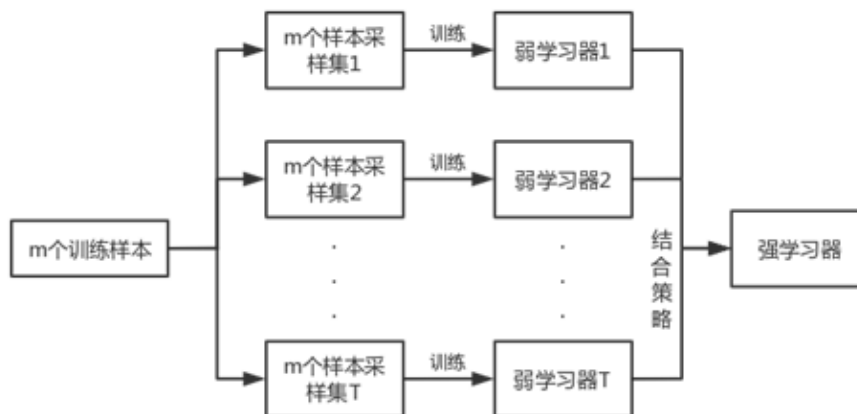 m个样本采
样集1
训练
弱学习器1
m个样本采
样集2
训练
弱学习器2
m个训练样本
结
合
策
略
强学习器
m个样本采
样集T
训练
弱学习器T